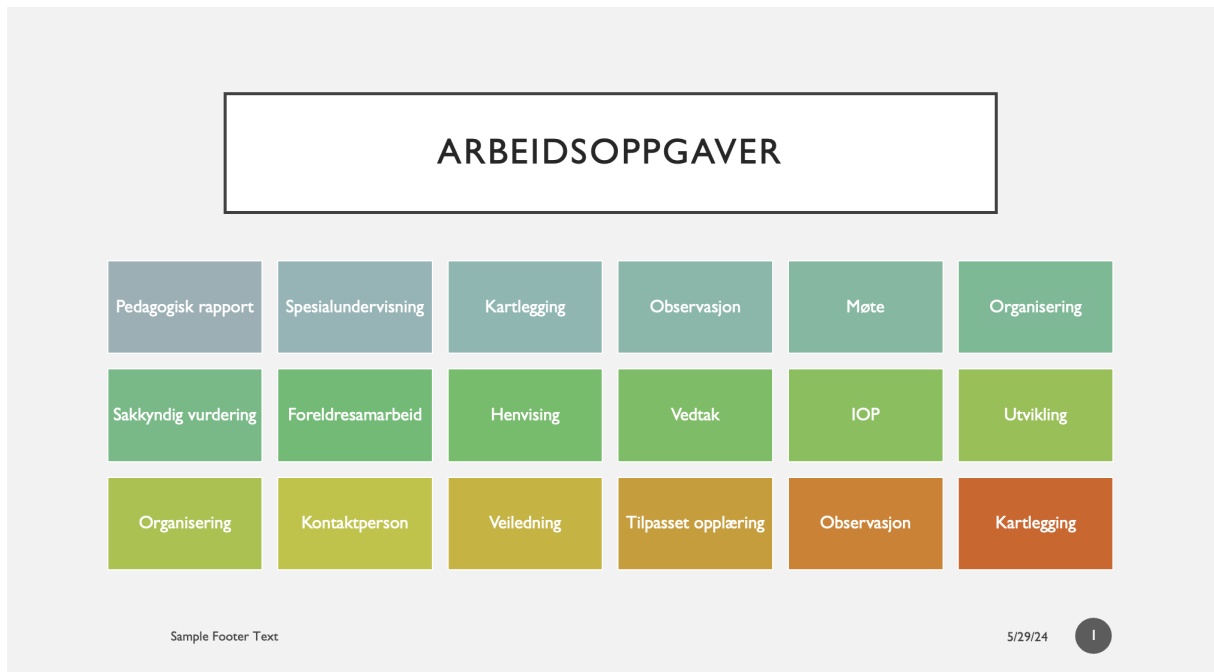 ARBEIDSOPPGAVER
Pedagogisk rapport
Spesialundervisning
Kartlegging
Observasjon
Møte
Organisering
Sakkyndig vurdering
Foreldresamarbeid
Henvising
Vedtak
IOP
Utvikling
Organisering
Kontaktperson
Veiledning
Tilpasset opplæring
Observasjon
Kartlegging
Sample Footer Text
5/29/24
1